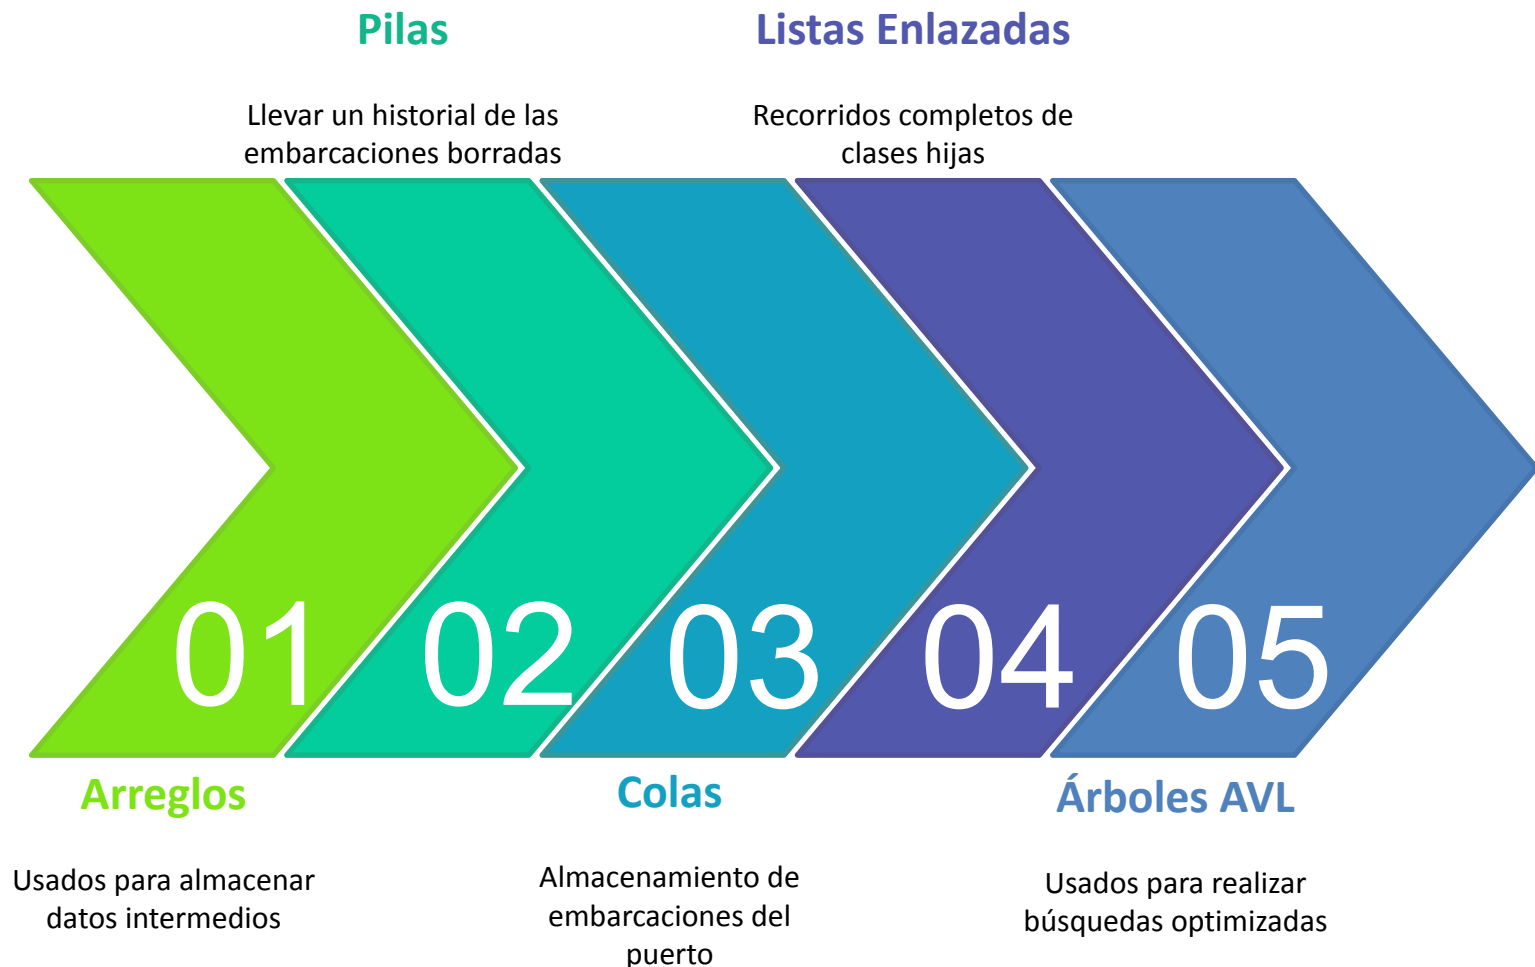 Pilas
Listas Enlazadas
Llevar un historial de las
embarcaciones borradas
Recorridos completos de
clases hijas
01
02
03
04
05
Arreglos
Colas
Árboles AVL
Usados para almacenar
datos intermedios
Almacenamiento de
embarcaciones del
puerto
Usados para realizar
búsquedas optimizadas